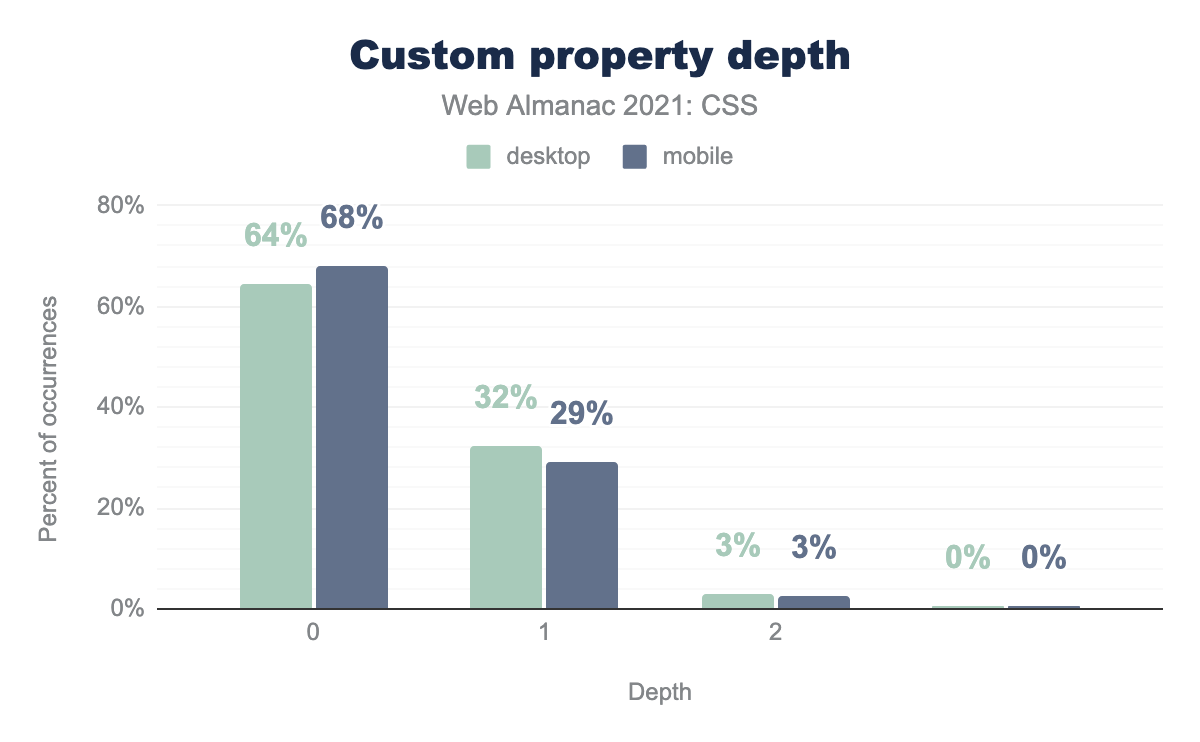 Custom property depth
Web Almanac 2021: CSS
desktop mobile
80%
60%
40%
20%
0%
Percent of occurrences
64% 68%
32% 29%
3% 3%
0% 0%
0 1 2
Depth